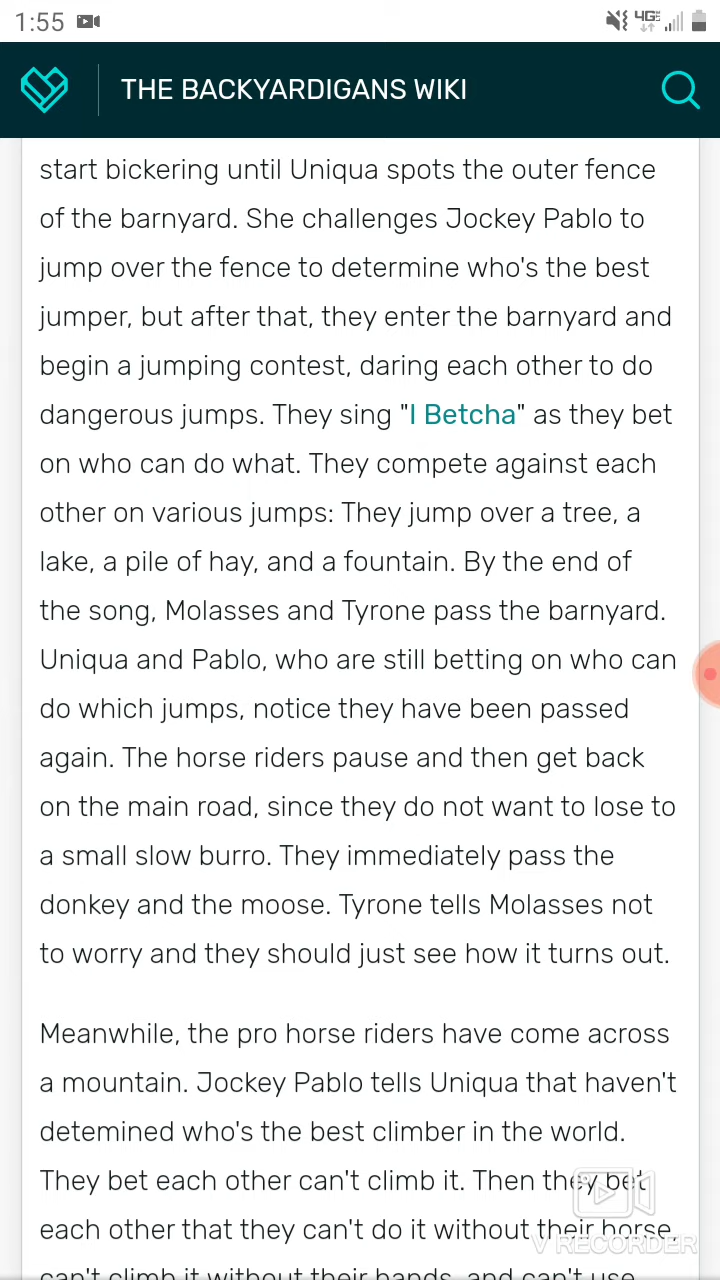 1:55
4GE
THE BACKYARDIGANS WIKI
start bickering until Uniqua spots the outer fence
of the barnyard. She challenges Jockey Pablo to
jump over the fence to determine who's the best
jumper, but after that, they enter the barnyard and
begin a jumping contest, daring each other to do
dangerous jumps. They sing "I Betcha" as they bet
on who can do what. They compete against each
other on various jumps: They jump over a tree, a
lake, a pile of hay, and a fountain. By the end of
the song, Molasses and Tyrone pass the barnyard.
Uniqua and Pablo, who are still betting on who can
do which jumps, notice they have been passed
again. The horse riders pause and then get back
on the main road, since they do not want to lose to
a small slow burro. They immediately pass the
donkey and the moose. Tyrone tells Molasses not
to worry and they should just see how it turns out.
Meanwhile, the pro horse riders have come across
a mountain. Jockey Pablo tells Uniqua that haven't
detemined who's the best climber in the world.
They bet each other can't climb it. Then they bet
each other that they can't do it without their horse,
V RECORDER
can't climb it without their hands, and can't use